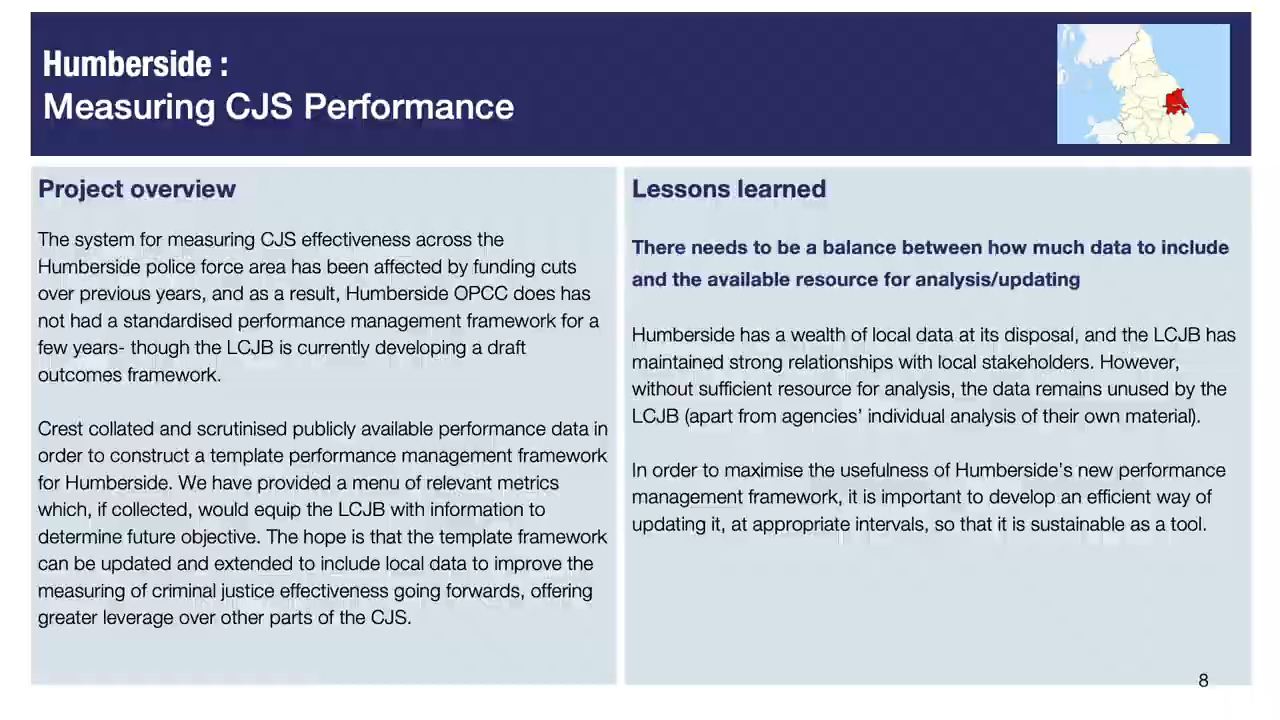 Humberside :
Measuring CJS Performance
Project overview
The system for measuring CJS effectiveness across the
Humberside police force area has been affected by funding cuts
over previous years, and as a result, Humberside OPCC does has
not had a standardised performance management framework for a
few years- though the LCJB is currently developing a draft
outcomes framework.
Crest collated and scrutinised publicly available performance data in
order to construct a template performance management framework
for Humberside. We have provided a menu of relevant metrics
which, if collected, would equip the LCJB with information to
determine future objective. The hope is that the template framework
can be updated and extended to include local data to improve the
measuring of criminal justice effectiveness going forwards, offering
greater leverage over other parts of the CJS.
Lessons learned
There needs to be a balance between how much data to include
and the available resource for analysis/updating
Humberside has a wealth of local data at its disposal, and the LCJB has
maintained strong relationships with local stakeholders. However,
without sufficient resource for analysis, the data remains unused by the
LCJB (apart from agencies’ individual analysis of their own material).
In order to maximise the usefulness of Humberside’s new performance
management framework, it is important to develop an efficient way of
updating it, at appropriate intervals, so that it is sustainable as a tool.
8